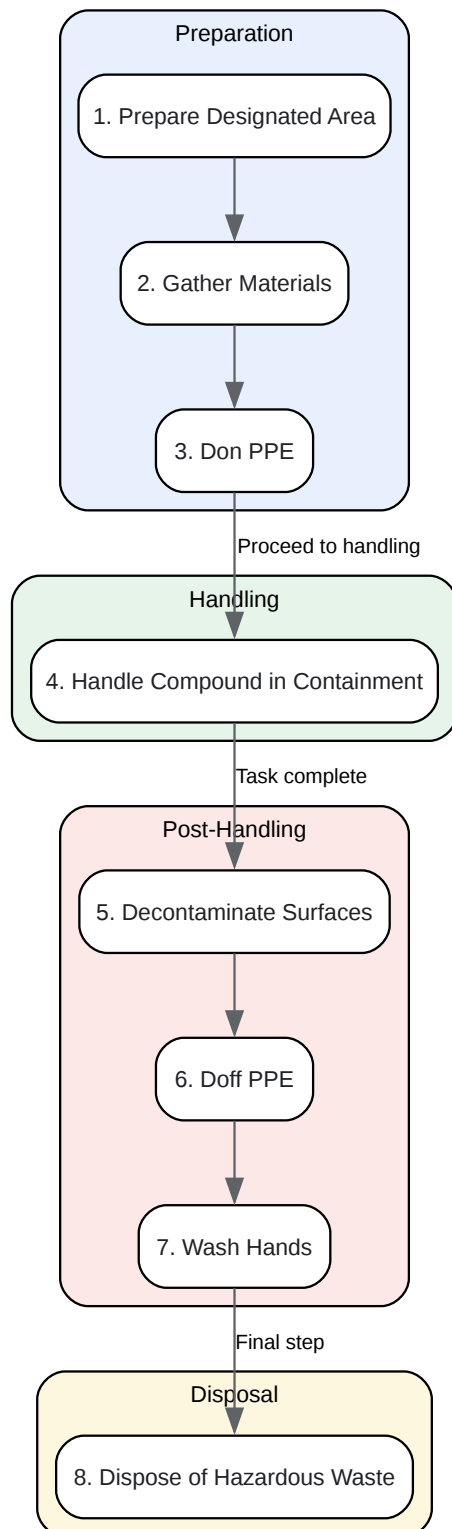 Preparation
1. Prepare Designated Area
2. Gather Materials
3. Don PPE
Proceed to handling
Handling
4. Handle Compound in Containment
Task complete
Post-Handling
5. Decontaminate Surfaces
6. Doff PPE
7. Wash Hands
Final step
Disposal
8. Dispose of Hazardous Waste